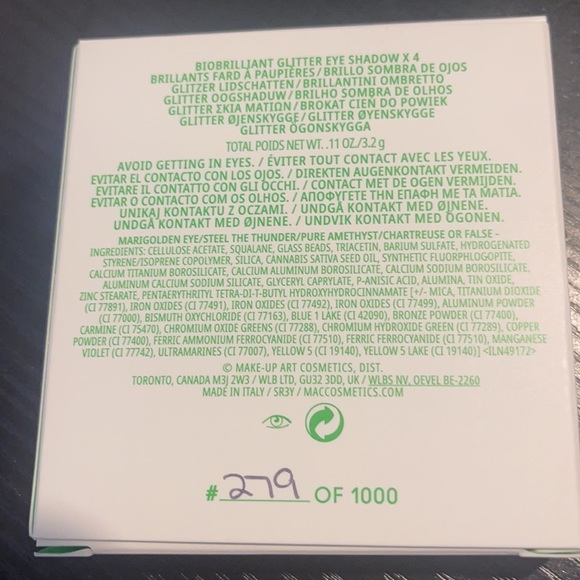 BIOBRILLIANT GLITTER EYE SHADOW X 4
BRILLANTS FARD À PAUPIÈRES / BRILLO SOMBRA DE OJOS
GLITZER LIDSCHATTEN / BRILLANTINI OMBRETTO
GLITTER OOGSHADUW / BRILHO SOMBRA DE OLHOS
GLITTER ΣΚΙΑ ΜΑΤΙΩΝ / BROKAT CIEŃ DO POWIEK
GLITTER ØJENSKYGGE / GLITTER ØYENSKYGGE
GLITTER ÖGONSKYGGA
TOTAL POIDS NET WT. .11 OZ./3.2 g
AVOID GETTING IN EYES. / ÉVITER TOUT CONTACT AVEC LES YEUX.
EVITAR EL CONTACTO CON LOS OJOS. / DIREKTEN AUGENKONTAKT VERMEIDEN.
EVITARE IL CONTATTO CON GLI OCCHI. / CONTACT MET DE OGEN VERMIJDEN.
EVITAR O CONTACTO COM OS OLHOS. / ΑΠΟΦΥΓΕΤΕ ΤΗΝ ΕΠΑΦΗ ΜΕ ΤΑ ΜΑΤΙΑ.
UNIKAJ KONTAKTU Z OCZAMI. / UNDGÅ KONTAKT MED ØJNENE.
UNNGÅ KONTAKT MED ØJNENE. / UNDVIK KONTAKT MED ÖGONEN.
MARIGOLDEN EYE/STEEL THE THUNDER/PURE AMETHYST/CHARTREUSE OR FALSE -
INGREDIENTS: CELLULOSE ACETATE, SQUALANE, GLASS BEADS, TRIACETIN, BARIUM SULFATE, HYDROGENATED
STYRENE/ISOPRENE COPOLYMER, SILICA, CANNABIS SATIVA SEED OIL, SYNTHETIC FLUORPHLOGOPITE,
CALCIUM TITANIUM BOROSILICATE, CALCIUM ALUMINUM BOROSILICATE, CALCIUM SODIUM BOROSILICATE,
ALUMINUM CALCIUM SODIUM SILICATE, GLYCERYL CAPRYLATE, P-ANISIC ACID, ALUMINA, TIN OXIDE,
ZINC STEARATE, PENTAERYTHRITYL TETRA-DI-T-BUTYL HYDROXYHYDROCINNAMATE [+/- MICA, TITANIUM DIOXIDE
(CI 77891), IRON OXIDES (CI 77491), IRON OXIDES (CI 77492), IRON OXIDES (CI 77499), ALUMINUM POWDER
(CI 77000), BISMUTH OXYCHLORIDE (CI 77163), BLUE 1 LAKE (CI 42090), BRONZE POWDER (CI 77400),
CARMINE (CI 75470), CHROMIUM OXIDE GREENS (CI 77288), CHROMIUM HYDROXIDE GREEN (CI 77289), COPPER
POWDER (CI 77400), FERRIC AMMONIUM FERROCYANIDE (CI 77510), FERRIC FERROCYANIDE (CI 77510), MANGANESE
VIOLET (CI 77742), ULTRAMARINES (CI 77007), YELLOW 5 (CI 19140), YELLOW 5 LAKE (CI 19140)] <ILN49172>
© MAKE-UP ART COSMETICS, DIST.
TORONTO, CANADA M3J 2W3 / WLB LTD, GU32 3DD, UK / WLBS NV. OEVEL BE-2260
MADE IN ITALY / SR3Y / MACCOSMETICS.COM
# 279 OF 1000